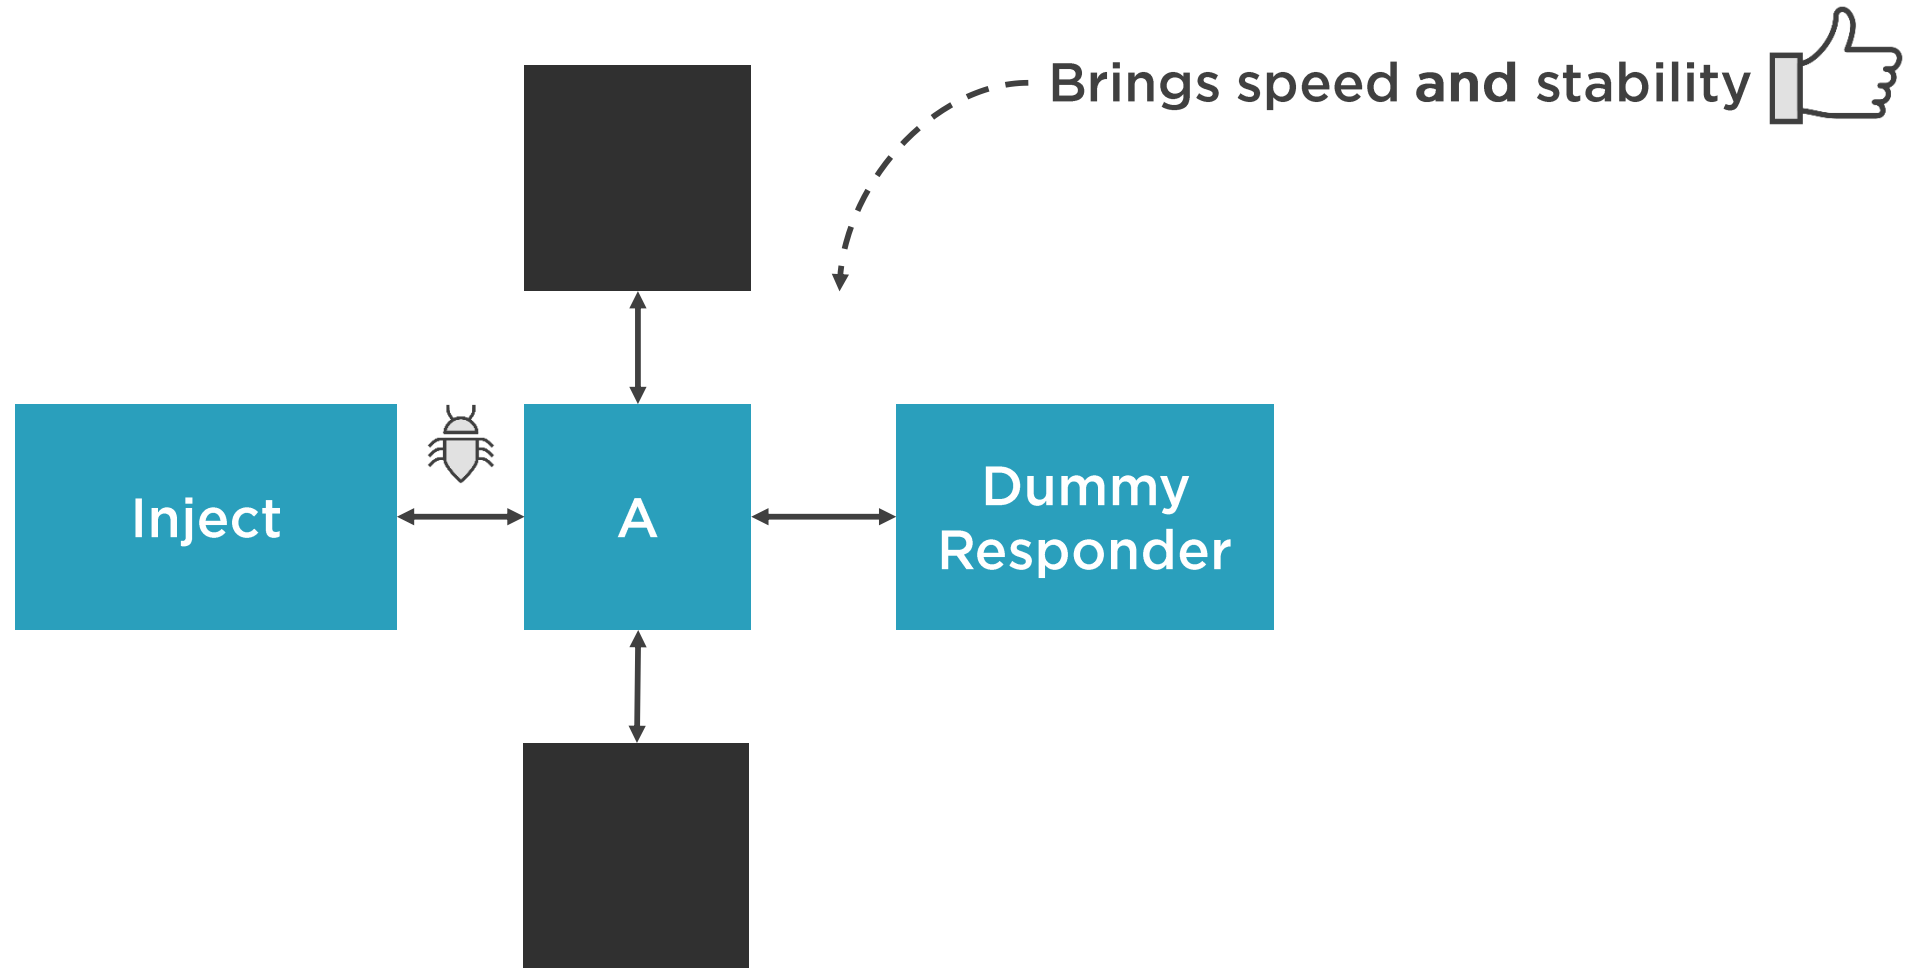 Brings speed and stability
Inject
A
Dummy
Responder